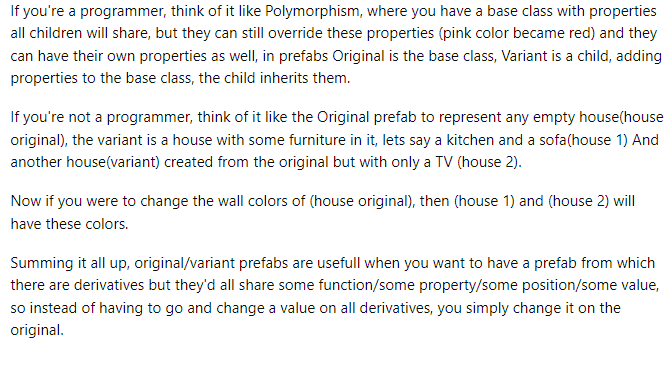 If you're a programmer, think of it like Polymorphism, where you have a base class with properties
all children will share, but they can still override these properties (pink color became red) and they
can have their own properties as well, in prefabs Original is the base class, Variant is a child, adding
properties to the base class, the child inherits them.
If you're not a programmer, think of it like the Original prefab to represent any empty house(house
original), the variant is a house with some furniture in it, lets say a kitchen and a sofa(house 1) And
another house(variant) created from the original but with only a TV (house 2).
Now if you were to change the wall colors of (house original), then (house 1) and (house 2) will
have these colors.
Summing it all up, original/variant prefabs are usefull when you want to have a prefab from which
there are derivatives but they'd all share some function/some property/some position/some value,
so instead of having to go and change a value on all derivatives, you simply change it on the
original.